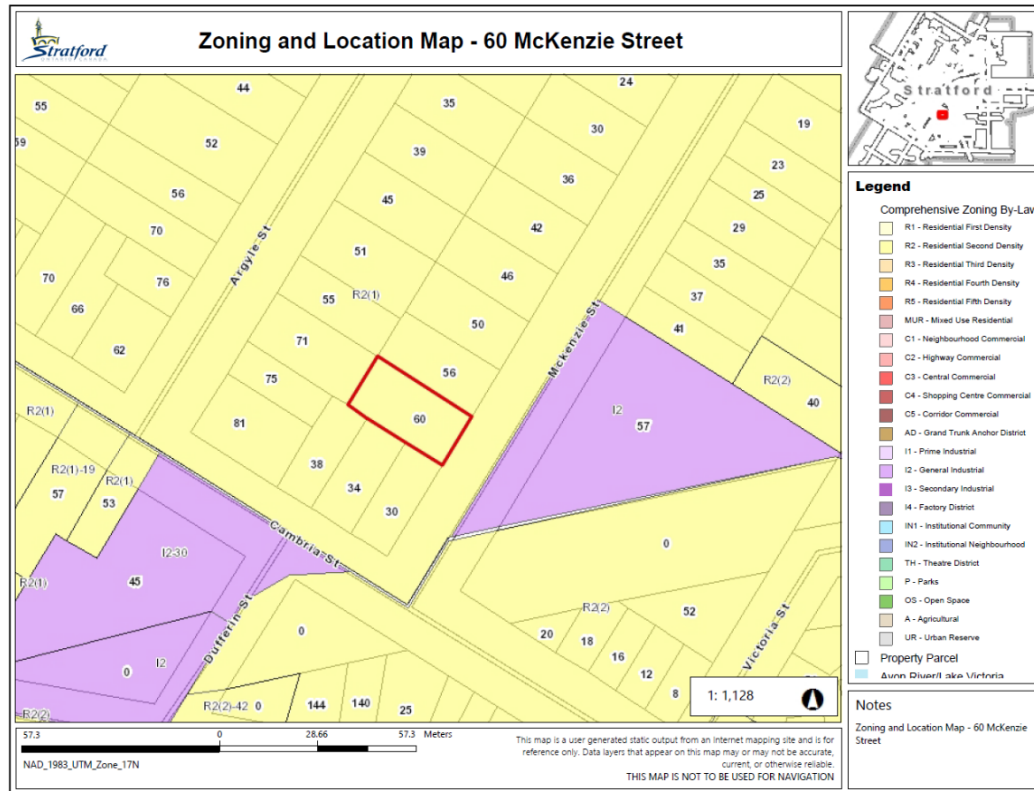 Stratford
ONTARIO CANADA
Zoning and Location Map - 60 McKenzie Street
Stratford
44
24
55
35
30
19
59
52
39
23
56
36
25
45
70
42
29
Argyle St
51
35
70
76
46
R2(1)
55
37
66
50
Mckenzie St
41
62
71
56
R2(2)
75
I2
40
60
57
R2(1)
81
R2(1)-19
R2(1)
38
57
53
34
30
Cambria St
0
I2-30
R2(1)
45
R2(2)
52
0
20
18
Dufferin St
16
Victoria St
0
I2
12
8
R2(2)
R2(2)-42
0
144
140
25
1: 1,128
57.3
0
28.66
57.3
Meters
NAD_1983_UTM_Zone_17N
This map is a user generated static output from an Internet mapping site and is for
reference only. Data layers that appear on this map may or may not be accurate,
current, or otherwise reliable.
THIS MAP IS NOT TO BE USED FOR NAVIGATION
Legend
Comprehensive Zoning By-Law
R1 - Residential First Density
R2 - Residential Second Density
R3 - Residential Third Density
R4 - Residential Fourth Density
R5 - Residential Fifth Density
MUR - Mixed Use Residential
C1 - Neighbourhood Commercial
C2 - Highway Commercial
C3 - Central Commercial
C4 - Shopping Centre Commercial
C5 - Corridor Commercial
AD - Grand Trunk Anchor District
I1 - Prime Industrial
I2 - General Industrial
I3 - Secondary Industrial
I4 - Factory District
IN1 - Institutional Community
IN2 - Institutional Neighbourhood
TH - Theatre District
P - Parks
OS - Open Space
A - Agricultural
UR - Urban Reserve
Property Parcel
Avon River/Lake Victoria
Notes
Zoning and Location Map - 60 McKenzie
Street